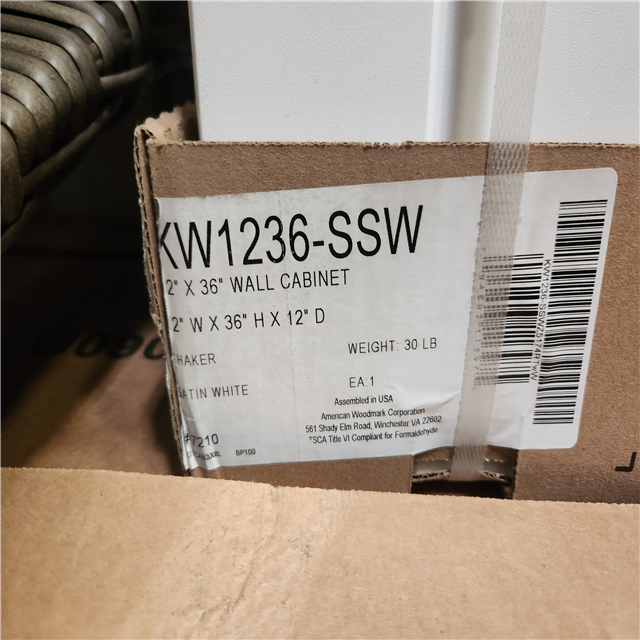 KW1236-SSW
2" X 36" WALL CABINET
2" W X 36" H X 12" D
HAKER
WEIGHT: 30 LB
ATIN WHITE
EA:1
Assembled in USA
American Woodmark Corporation
561 Shady Elm Road, Winchester VA 22602
TSCA Title VI Compliant for Formaldehyde
#7210
BP100